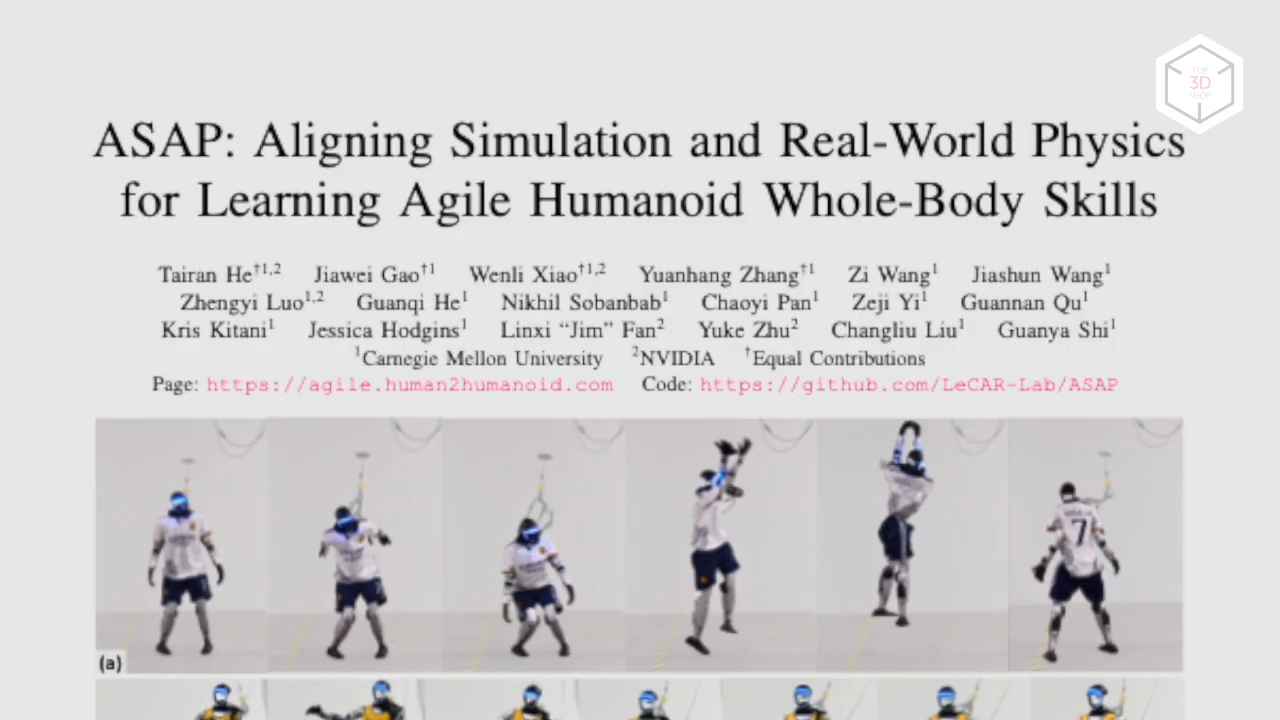 TOP
3D
SHOP
ASAP: Aligning Simulation and Real-World Physics
for Learning Agile Humanoid Whole-Body Skills
Tairan He†1,2 Jiawei Gao†1 Wenli Xiao†1,2 Yuanhang Zhang†1 Zi Wang1 Jiashun Wang1
Zhengyi Luo1,2 Guanqi He1 Nikhil Sobanbab1 Chaoyi Pan1 Zeji Yi1 Guannan Qu1
Kris Kitani1 Jessica Hodgins1 Linxi “Jim” Fan2 Yuke Zhu2 Changliu Liu1 Guanya Shi1
1Carnegie Mellon University 2NVIDIA †Equal Contributions
Page: https://agile.human2humanoid.com Code: https://github.com/LeCAR-Lab/ASAP
7
(a)